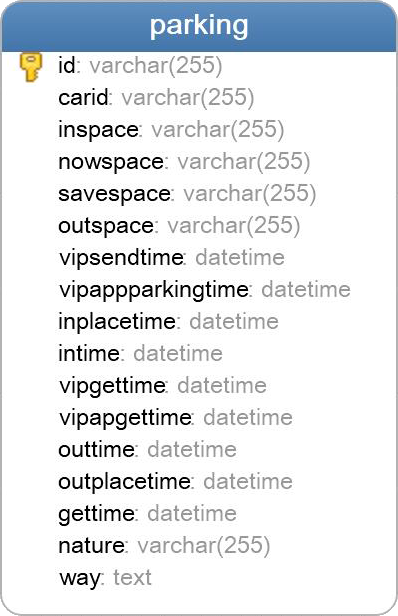 parking
id: varchar(255)
carid: varchar(255)
inspace: varchar(255)
nowspace: varchar(255)
savespace: varchar(255)
outspace: varchar(255)
vipsendtime: datetime
vipappparkingtime: datetime
inplacetime: datetime
intime: datetime
vipgettime: datetime
vipapgettime: datetime
outtime: datetime
outplacetime: datetime
gettime: datetime
nature: varchar(255)
way: text